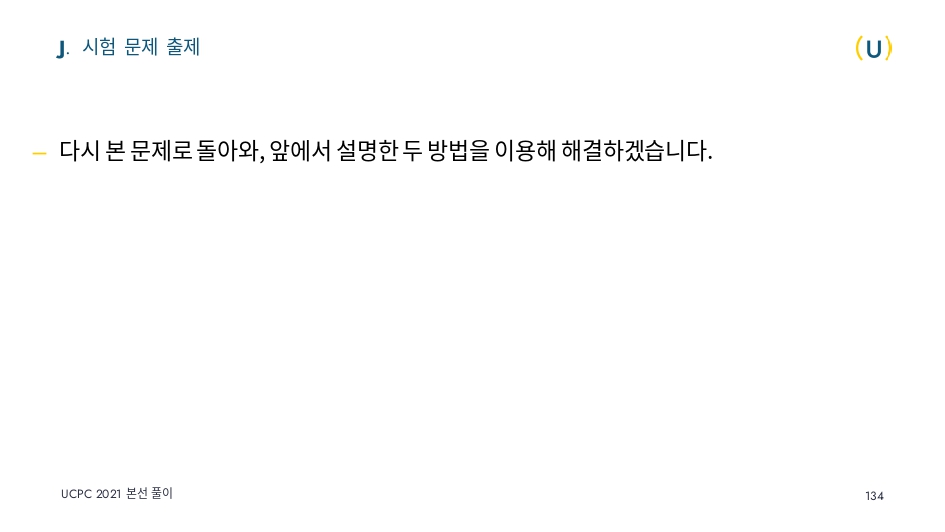 J. 시험 문제 출제
(U)
– 다시 본 문제로 돌아와, 앞에서 설명한 두 방법을 이용해 해결하겠습니다.
UCPC 2021 본선 풀이
134